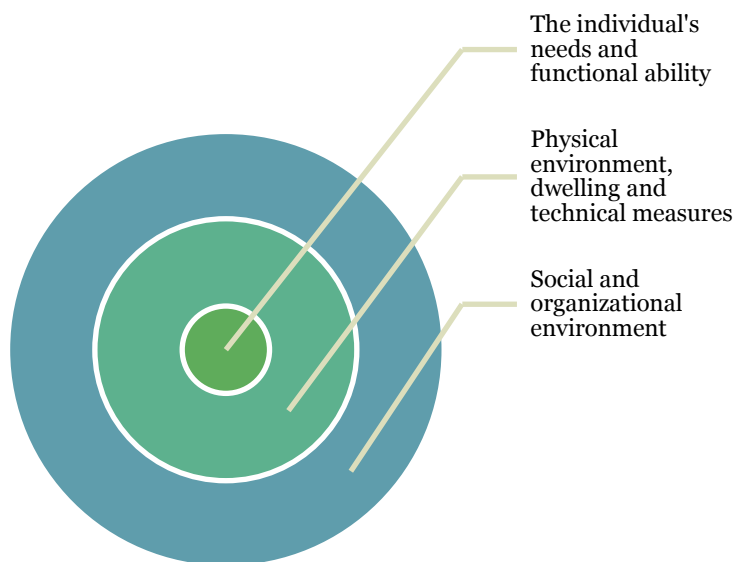 The individual's
needs and
functional ability
Physical
environment,
dwelling and
technical measures
Social and
organizational
environment